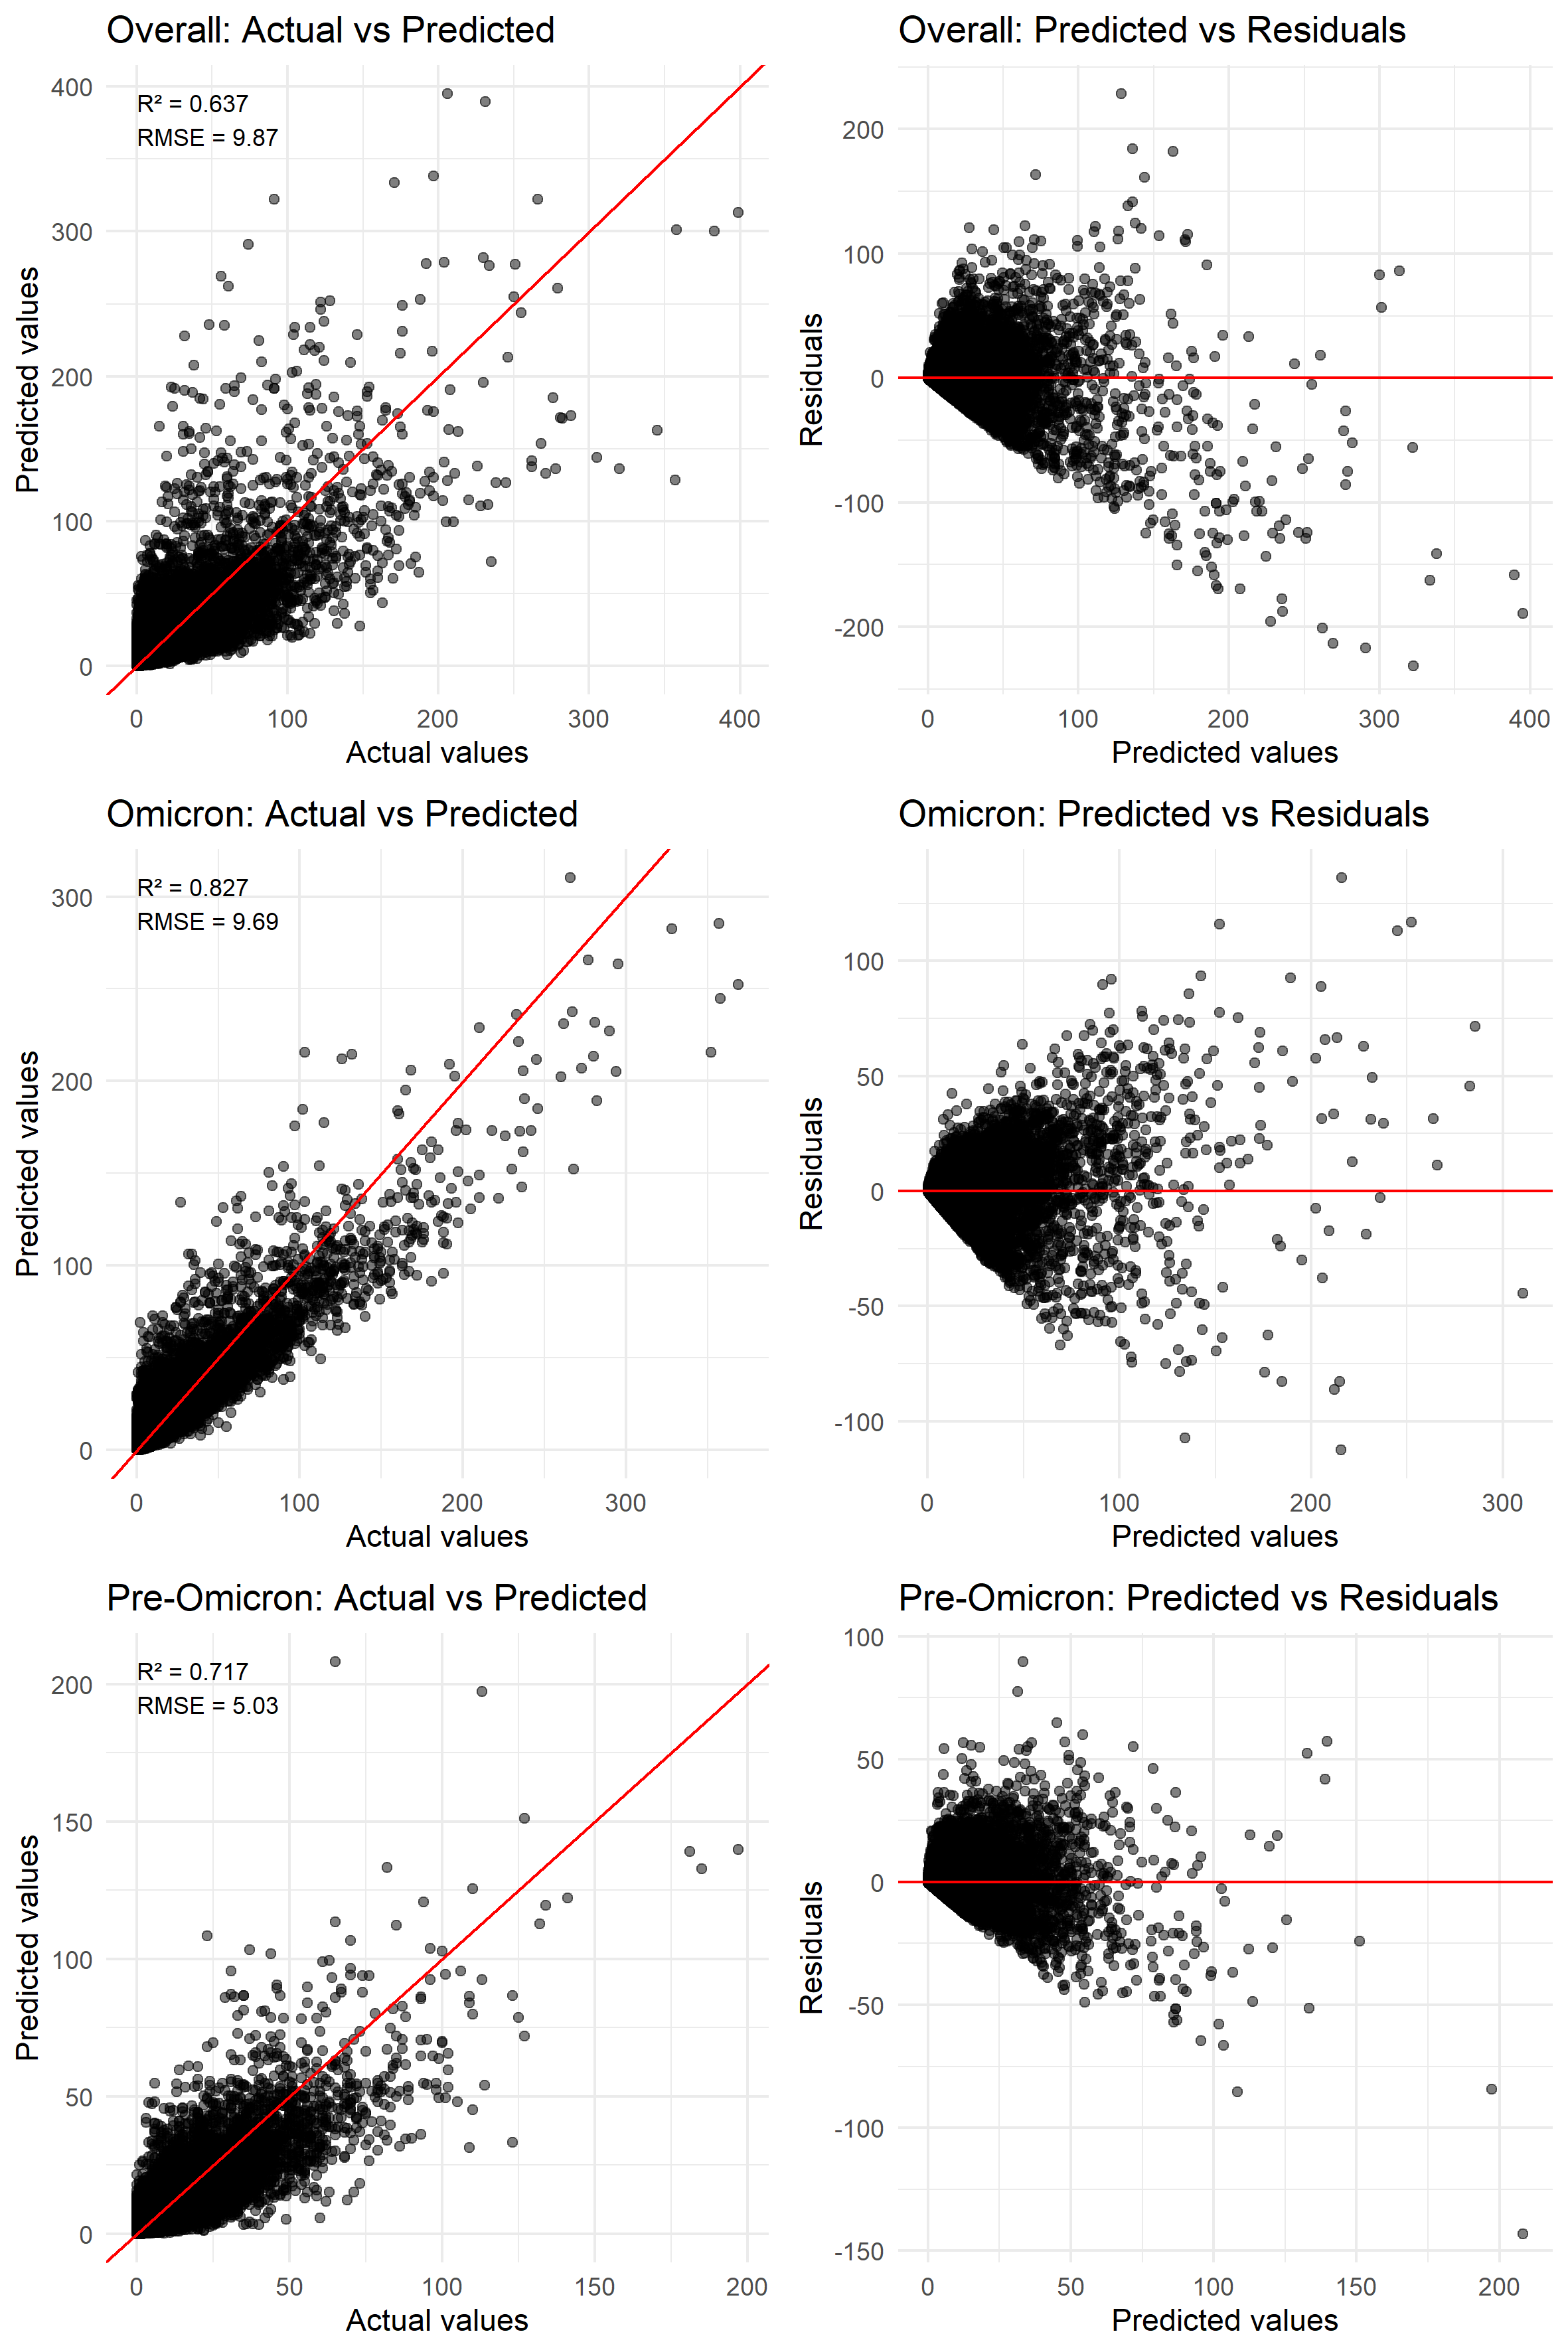 Overall: Actual vs Predicted
R² = 0.637
RMSE = 9.87
400
300
200
100
0
Predicted values
0 100 200 300 400
Actual values
Overall: Predicted vs Residuals
200
100
0
-100
-200
Residuals
0 100 200 300 400
Predicted values
Omicron: Actual vs Predicted
R² = 0.827
RMSE = 9.69
300
200
100
0
Predicted values
0 100 200 300
Actual values
Omicron: Predicted vs Residuals
100
50
0
-50
-100
Residuals
0 100 200 300
Predicted values
Pre-Omicron: Actual vs Predicted
R² = 0.717
RMSE = 5.03
200
150
100
50
0
Predicted values
0 50 100 150 200
Actual values
Pre-Omicron: Predicted vs Residuals
100
50
0
-50
-100
-150
Residuals
0 50 100 150 200
Predicted values